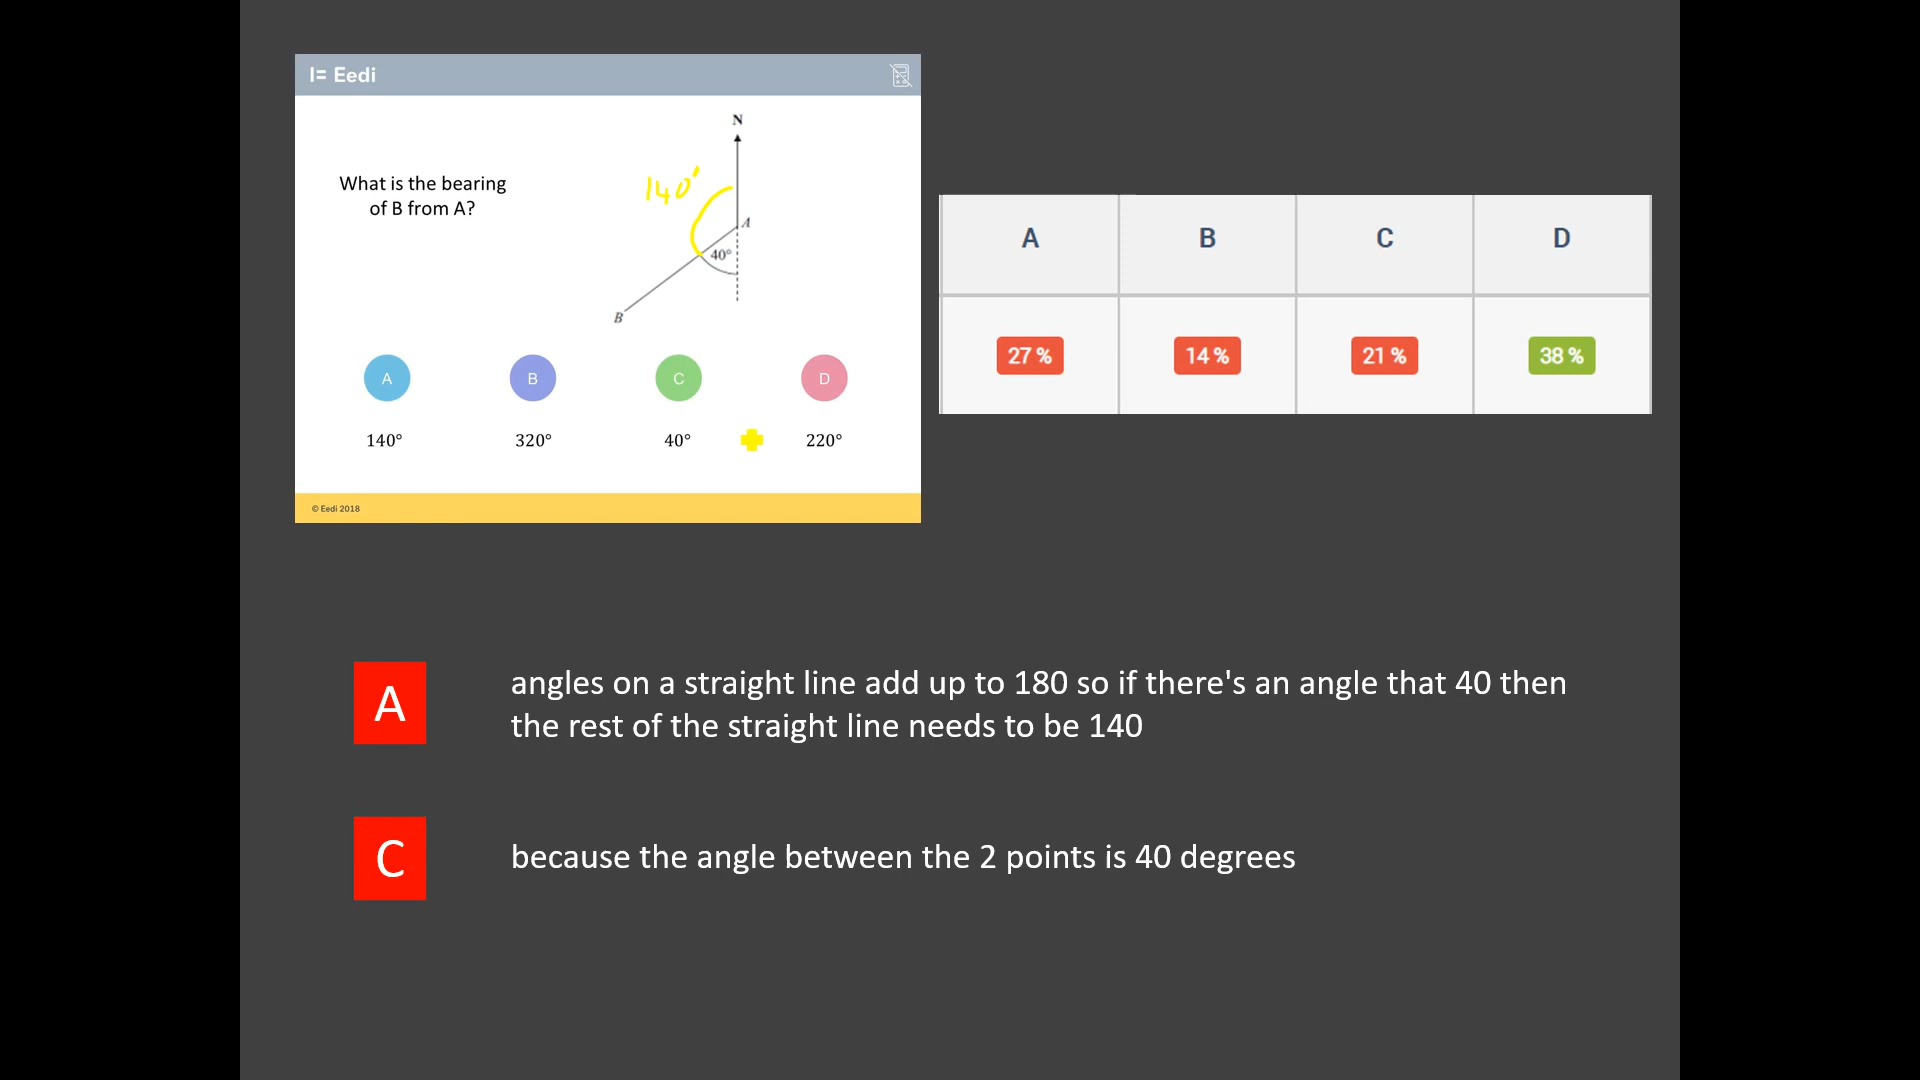 I= Eedi
N
140°
What is the bearing
of B from A?
A
40°
B
A B C D
140° 320° 40° 220°
© Eedi 2018
A B C D
27 % 14 % 21 % 38 %
A
angles on a straight line add up to 180 so if there's an angle that 40 then
the rest of the straight line needs to be 140
C
because the angle between the 2 points is 40 degrees